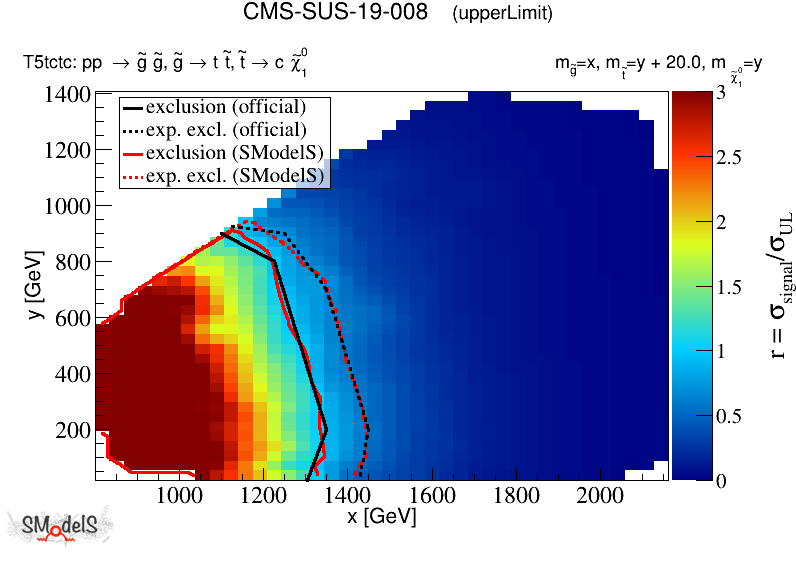 CMS-SUS-19-008 (upperLimit)
T5tctc: pp → g̃ g̃, g̃ → t t̃, t̃ → c χ̃₁⁰
m_g̃=x, m_t̃=y + 20.0, m_χ̃₁⁰=y
exclusion (official)
exp. excl. (official)
exclusion (SModelS)
exp. excl. (SModelS)
1400
1200
1000
800
600
400
200
y [GeV]
1000 1200 1400 1600 1800 2000
x [GeV]
3
2.5
2
1.5
1
0.5
0
r = σ_signal/σ_UL
SModelS